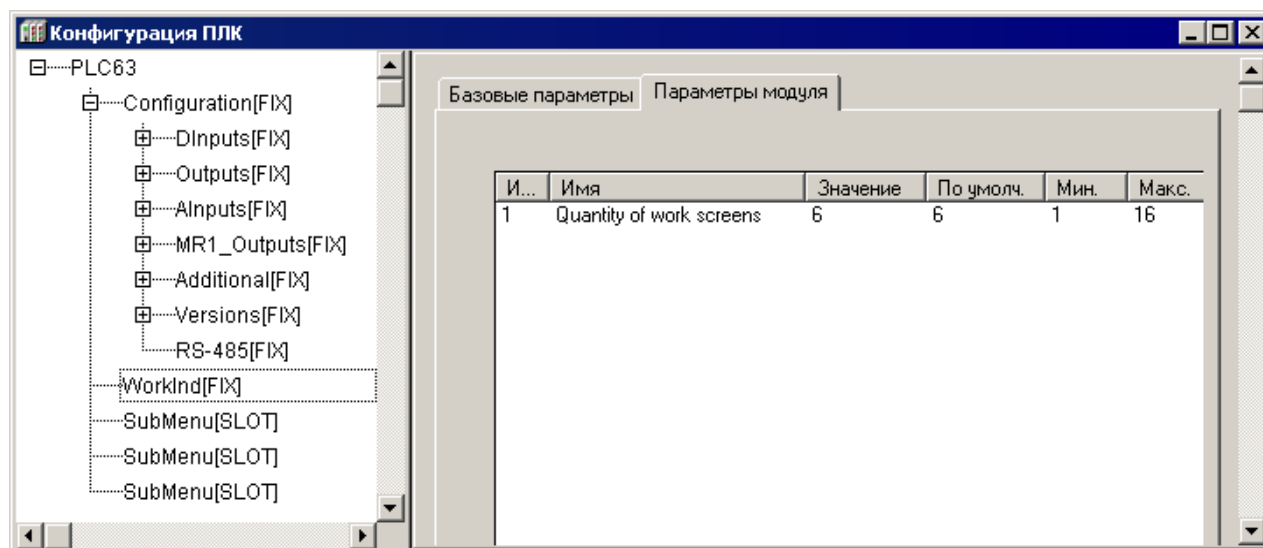 Конфигурация ПЛК
PLC63
Configuration[FIX]
DInputs[FIX]
Outputs[FIX]
AInputs[FIX]
MR1_Outputs[FIX]
Additional[FIX]
Versions[FIX]
RS-485[FIX]
WorkInd[FIX]
SubMenu[SLOT]
SubMenu[SLOT]
SubMenu[SLOT]
Базовые параметры Параметры модуля
И... Имя Значение По умолч. Мин. Макс.
1 Quantity of work screens 6 6 1 16